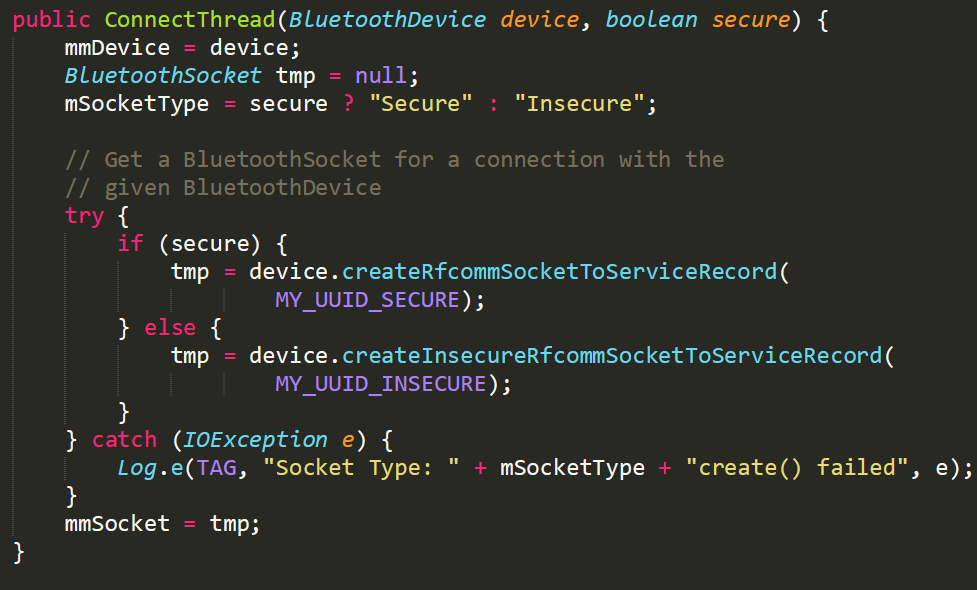 public ConnectThread(BluetoothDevice device, boolean secure) {
    mmDevice = device;
    BluetoothSocket tmp = null;
    mSocketType = secure ? "Secure" : "Insecure";

    // Get a BluetoothSocket for a connection with the
    // given BluetoothDevice
    try {
        if (secure) {
            tmp = device.createRfcommSocketToServiceRecord(
                    MY_UUID_SECURE);
        } else {
            tmp = device.createInsecureRfcommSocketToServiceRecord(
                    MY_UUID_INSECURE);
        }
    } catch (IOException e) {
        Log.e(TAG, "Socket Type: " + mSocketType + "create() failed", e);
    }
    mmSocket = tmp;
}